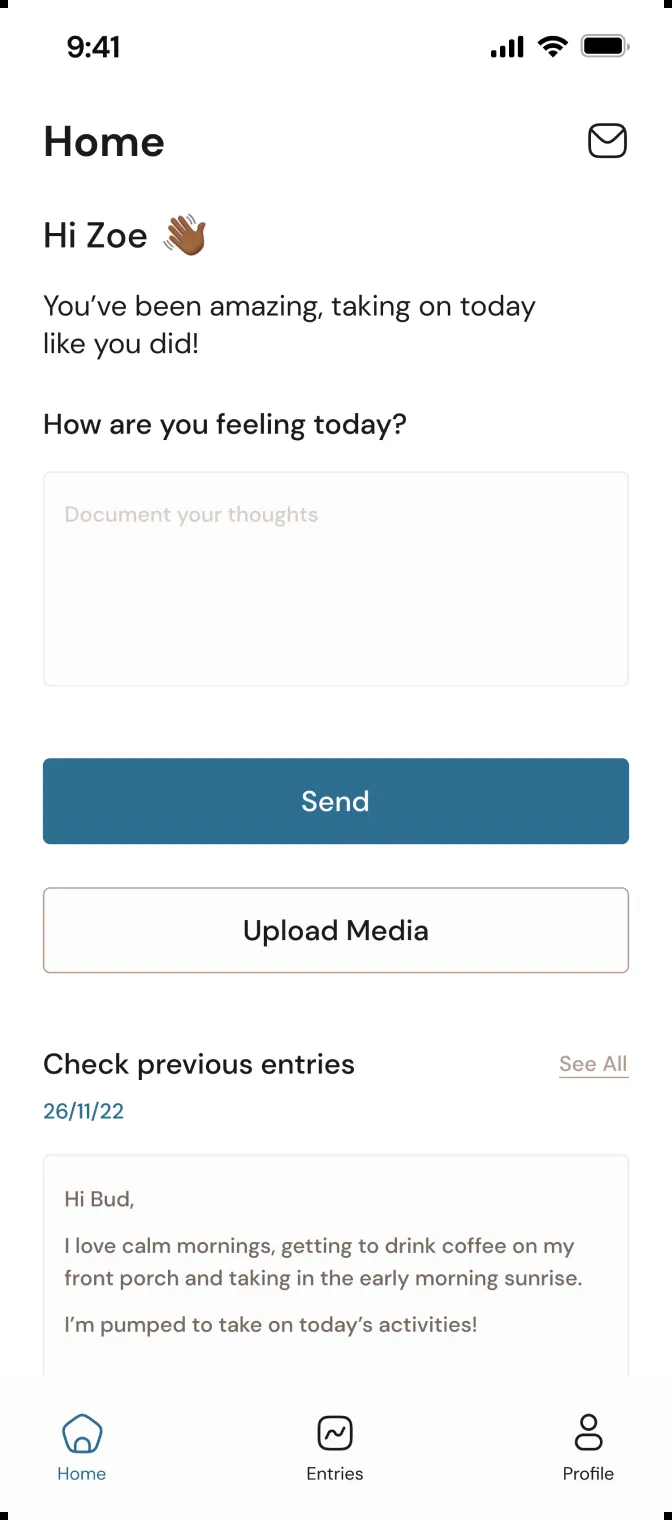 9:41
Home
Hi Zoe 👋🏾
You’ve been amazing, taking on today
like you did!
How are you feeling today?
Document your thoughts
Send
Upload Media
Check previous entries
See All
26/11/22
Hi Bud,
I love calm mornings, getting to drink coffee on my
front porch and taking in the early morning sunrise.
I’m pumped to take on today’s activities!
Home
Entries
Profile